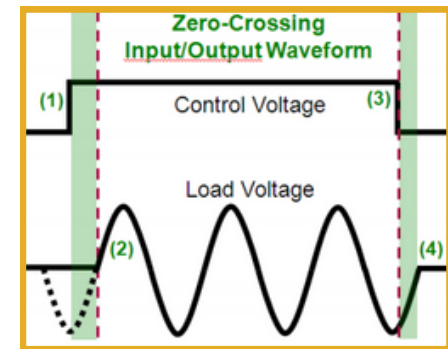 Zero-Crossing
Input/Output Waveform
(1)
Control Voltage
(3)
Load Voltage
(2)
(4)